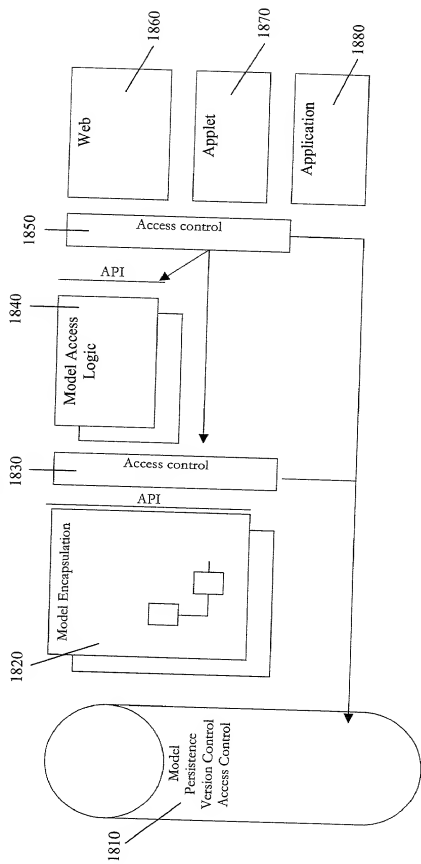 1860
1870
1880
Web
Applet
Application
1850
Access control
API
1840
Model Access
Logic
1830
Access control
API
Model Encapsulation
1820
Model
Persistence
Version Control
Access Control
1810